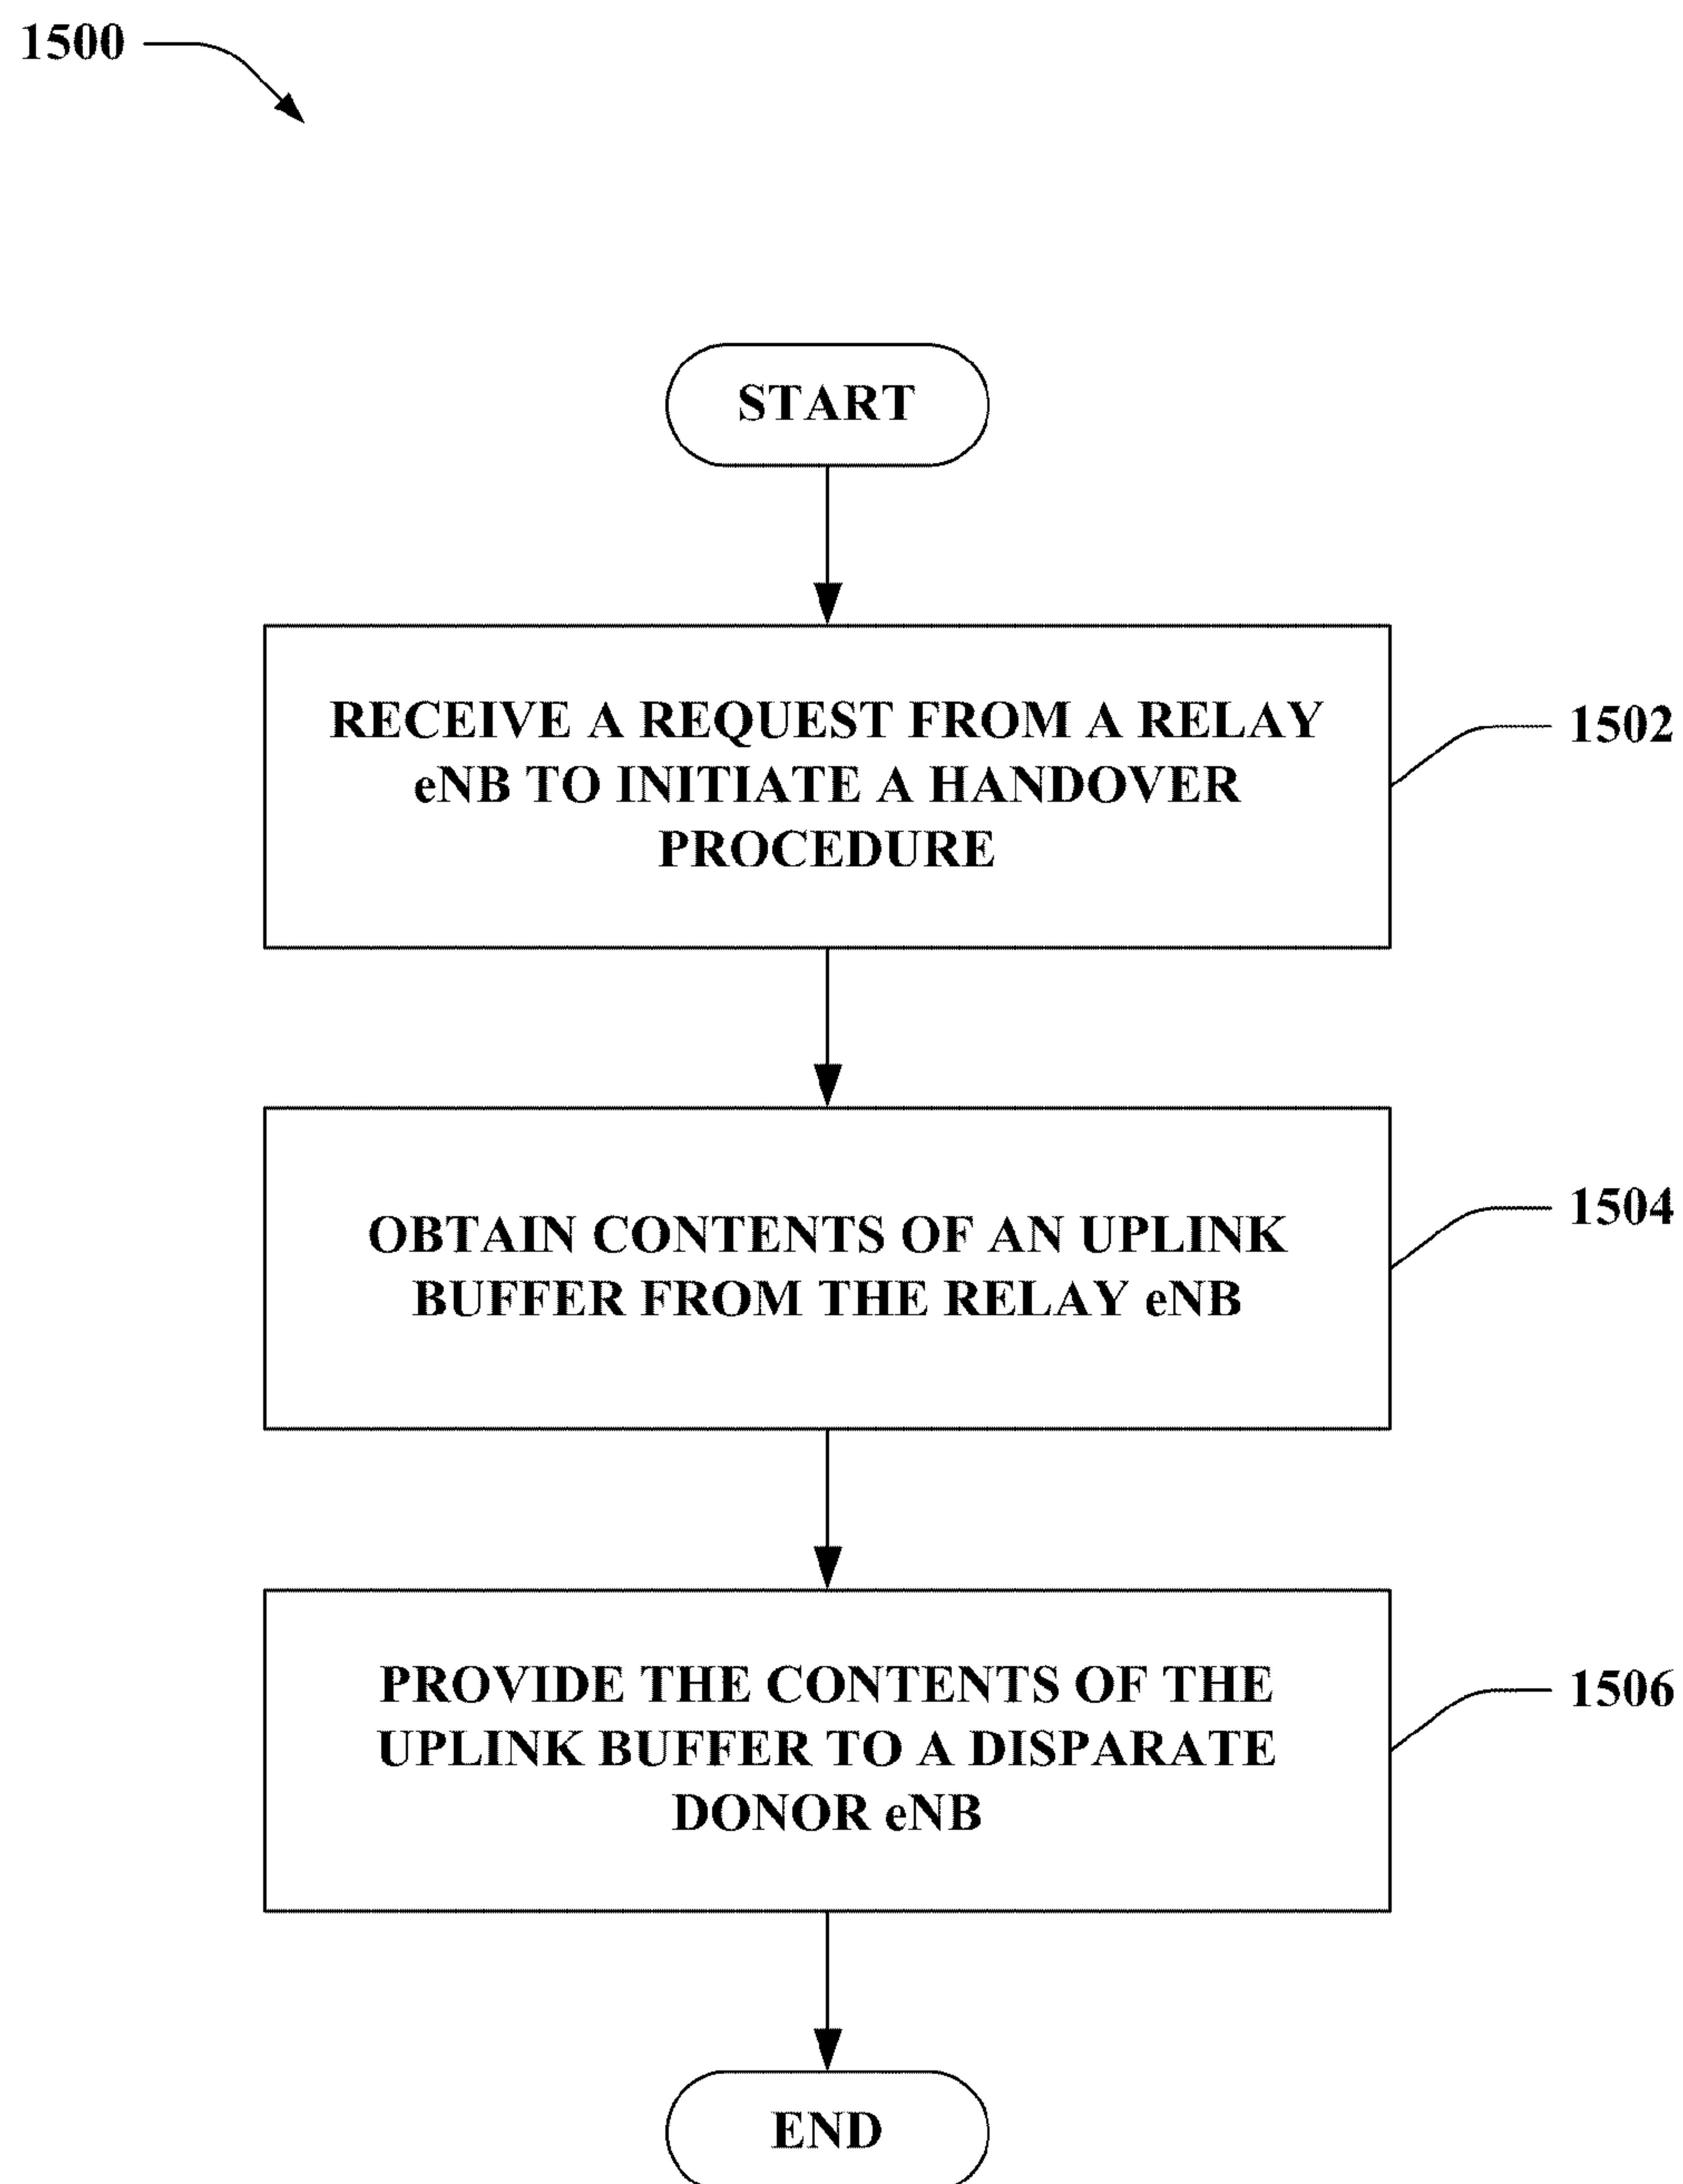 1500
START
RECEIVE A REQUEST FROM A RELAY
eNB TO INITIATE A HANDOVER
PROCEDURE
1502
OBTAIN CONTENTS OF AN UPLINK
BUFFER FROM THE RELAY eNB
1504
PROVIDE THE CONTENTS OF THE
UPLINK BUFFER TO A DISPARATE
DONOR eNB
1506
END